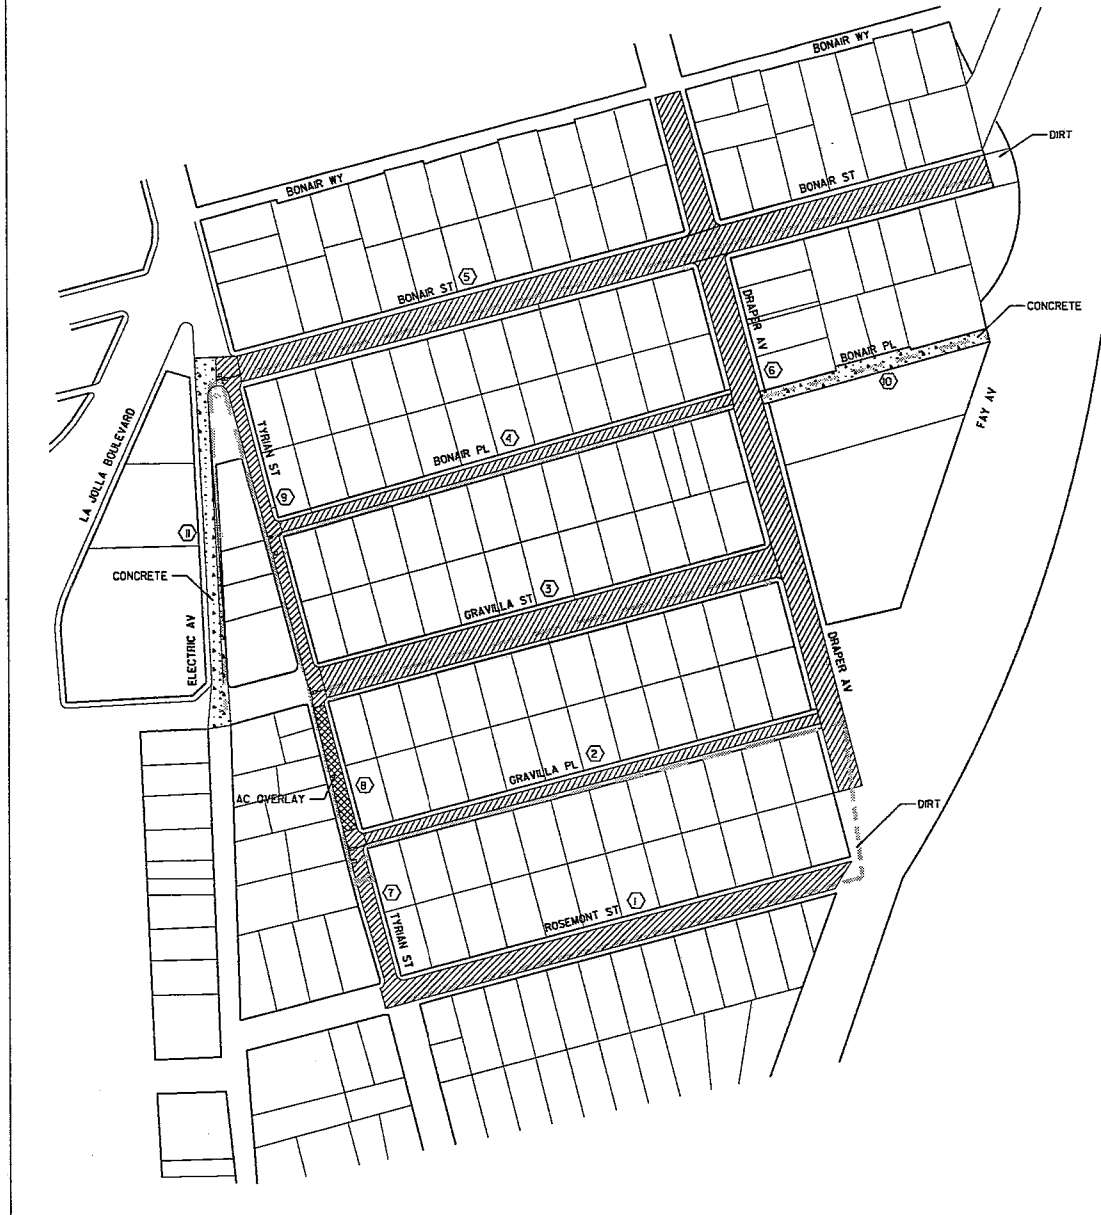 BONAIR WY
DIRT
BONAIR WY
BONAIR ST
BONAIR ST
5
DRAPER AV
6
CONCRETE
BONAIR PL
10
FAY AV
LA JOLLA BOULEVARD
TYRIAN ST
9
BONAIR PL
4
11
CONCRETE
ELECTRIC AV
GRAVILLA ST
3
DRAPER AV
GRAVILLA PL
2
AC OVERLAY
8
DIRT
7
TYRIAN ST
ROSEMONT ST
1